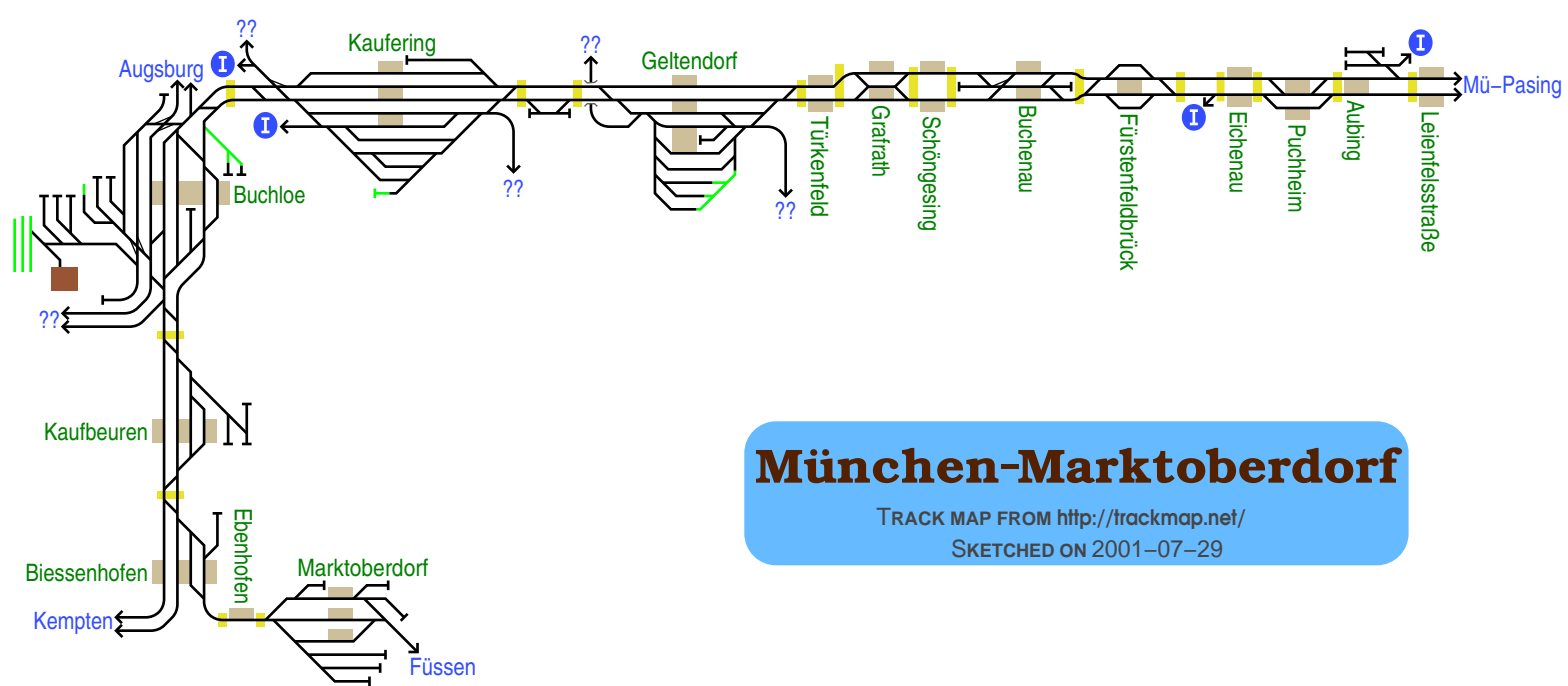 ??
Kaufering
??
Geltendorf
I
Augsburg
I
Mü–Pasing
I
I
Türkenfeld
Grafrath
Schöngesing
Buchenau
Fürstenfeldbrück
Eichenau
Puchheim
Aubing
Leienfelsstraße
??
??
Buchloe
??
Kaufbeuren
München–Marktoberdorf
TRACK MAP FROM http://trackmap.net/
SKETCHED ON 2001–07–29
Ebenhofen
Biessenhofen
Marktoberdorf
Kempten
Füssen